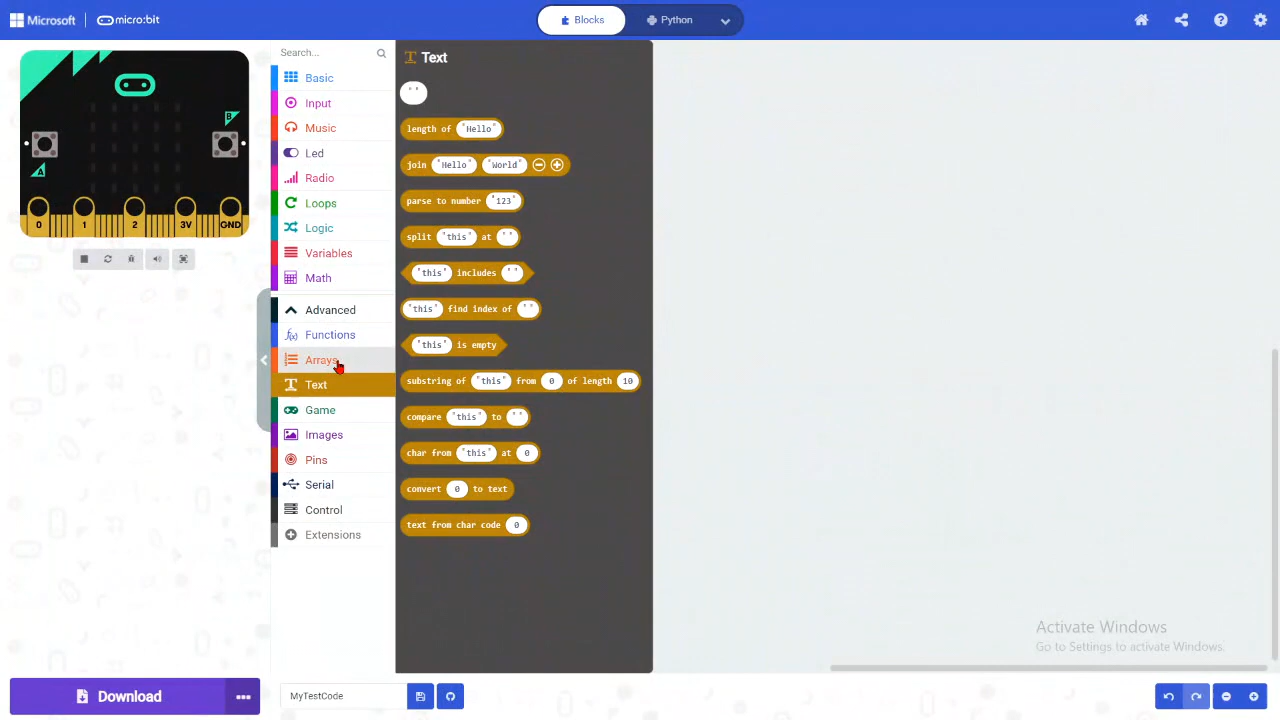 Microsoft
micro:bit
Blocks
Python
Search...
Basic
Input
Music
Led
Radio
Loops
Logic
Variables
Math
Advanced
Functions
Arrays
Text
Game
Images
Pins
Serial
Control
Extensions
Text
" "
length of "Hello"
join "Hello" "World"
parse to number "123"
split "this" at " "
"this" includes " "
"this" find index of " "
"this" is empty
substring of "this" from 0 of length 10
compare "this" to " "
char from "this" at 0
convert 0 to text
text from char code 0
B
A
0 1 2 3V GND
Activate Windows
Go to Settings to activate Windows.
Download
MyTestCode